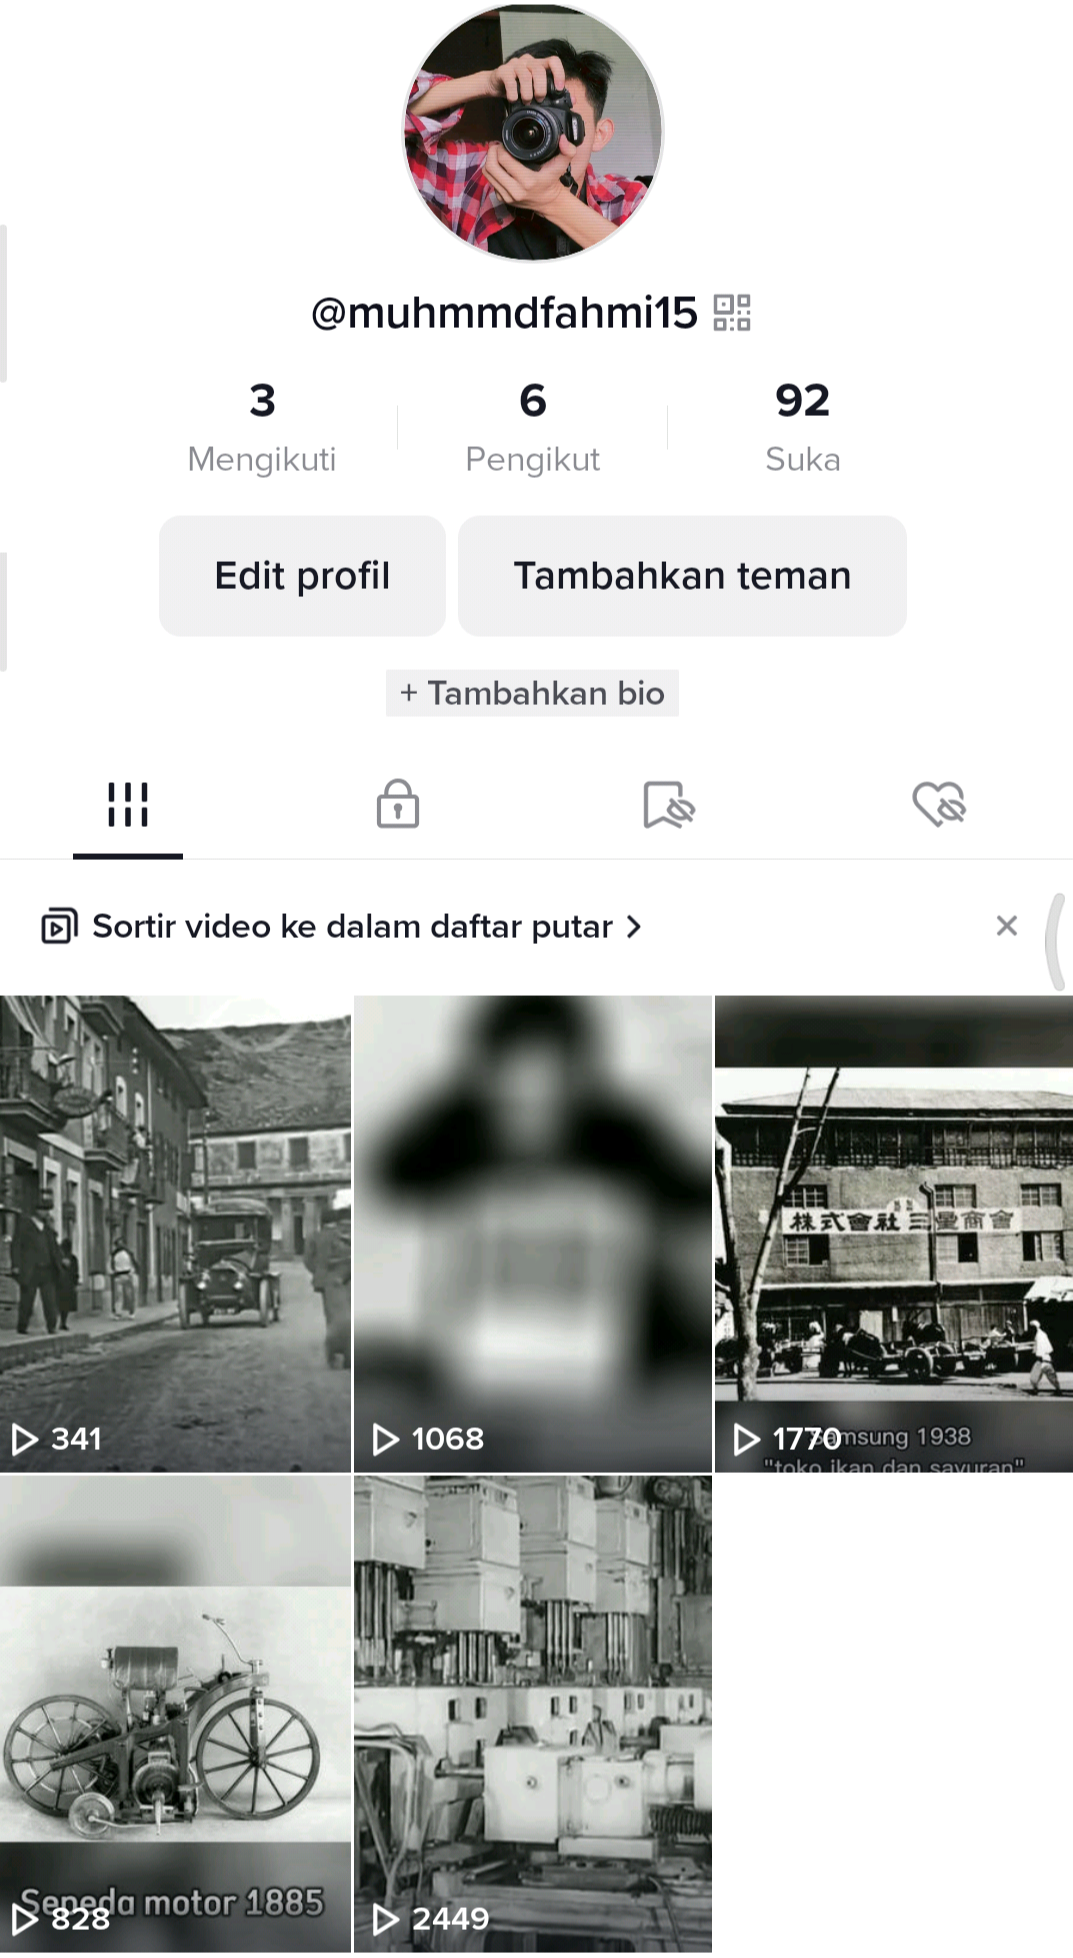 @muhmmdfahmi15
3 6 92
Mengikuti Pengikut Suka
Edit profil Tambahkan teman
+ Tambahkan bio
Sortir video ke dalam daftar putar
株式會社三星商會
341 1068 1770 Samsung 1938
"toko ikan dan sayuran"
Sepeda motor 1885
828 2449